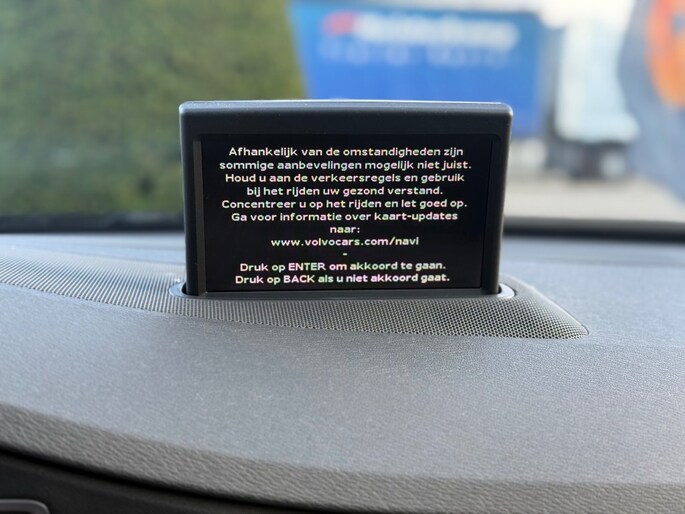 Afhankelijk van de omstandigheden zijn
sommige aanbevelingen mogelijk niet juist.
Houd u aan de verkeersregels en gebruik
bij het rijden uw gezond verstand.
Concentreer u op het rijden en let goed op.
Ga voor informatie over kaart-updates
naar:
www.volvocars.com/navi
-
Druk op ENTER om akkoord te gaan.
Druk op BACK als u niet akkoord gaat.